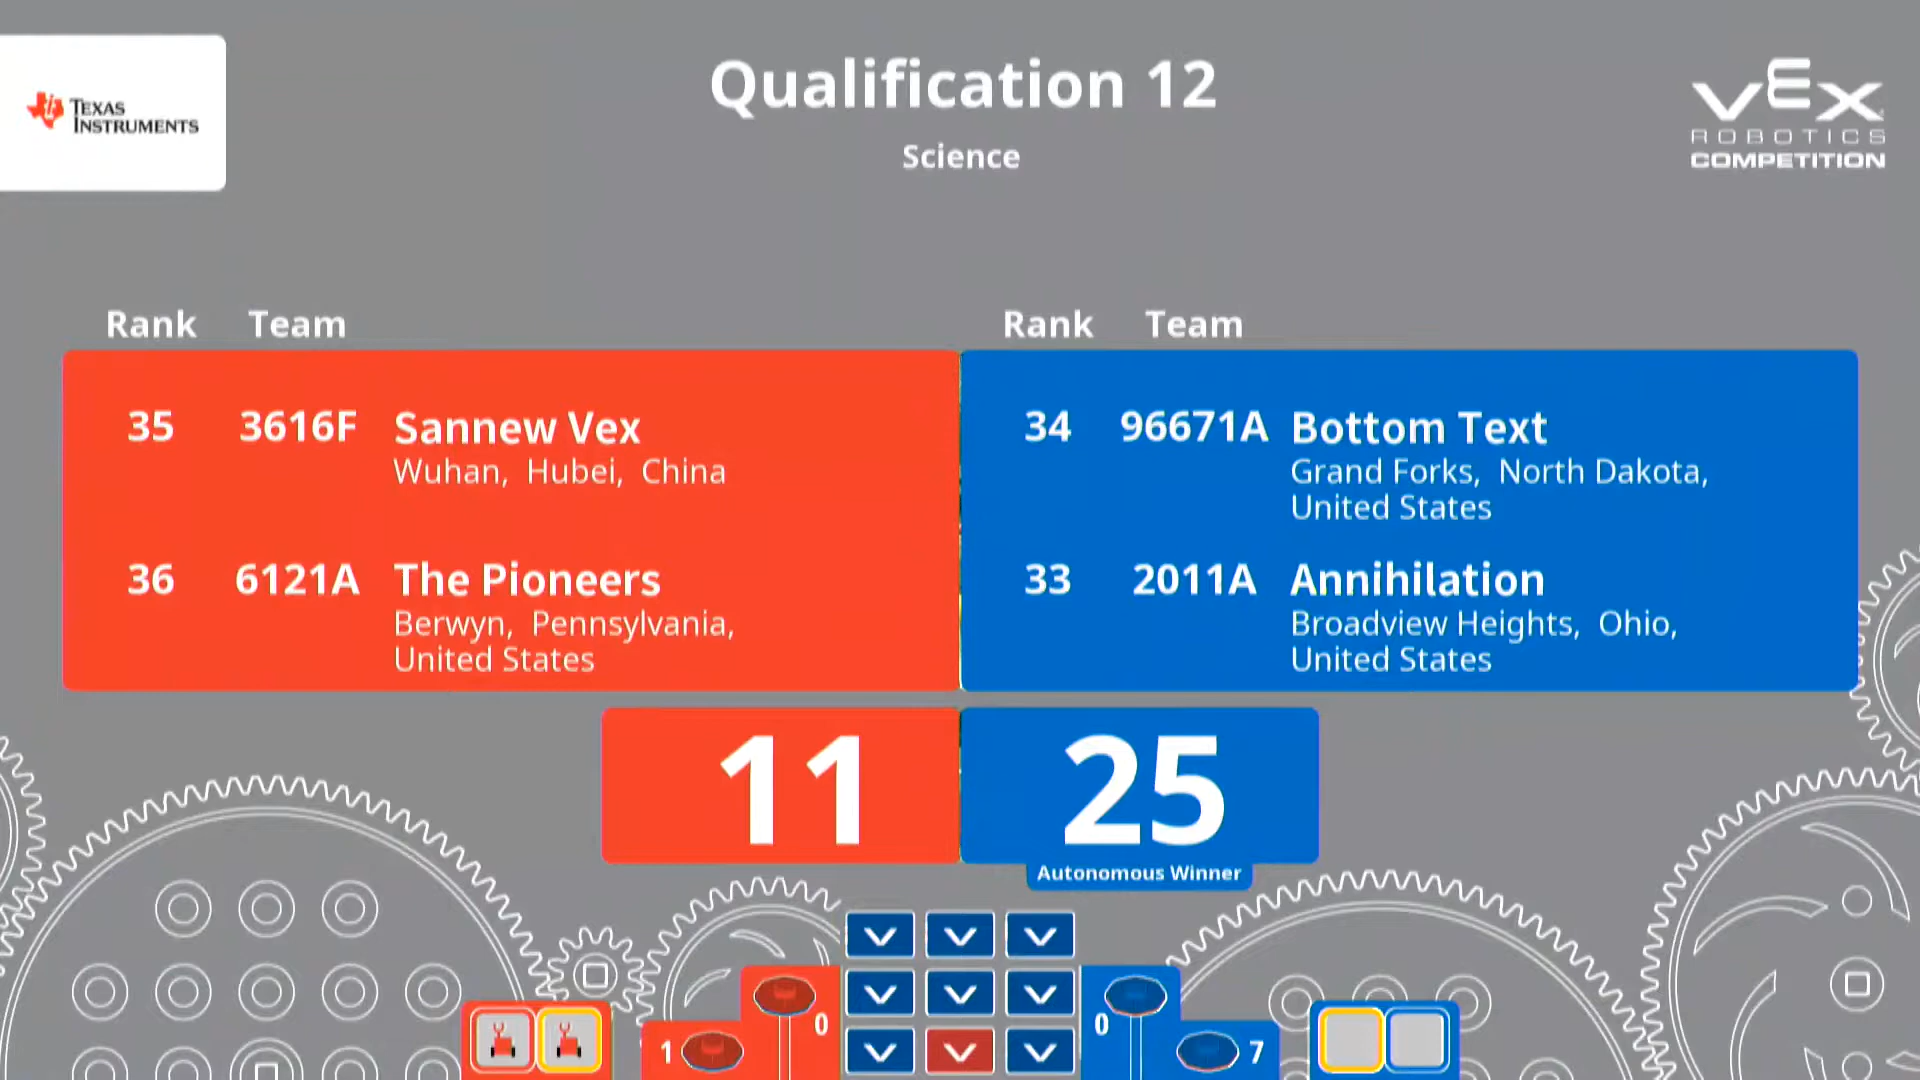 TEXAS INSTRUMENTS
Qualification 12
Science
VEX
ROBOTICS
COMPETITION
Rank Team
35 3616F Sannew Vex
Wuhan, Hubei, China
36 6121A The Pioneers
Berwyn, Pennsylvania,
United States
Rank Team
34 96671A Bottom Text
Grand Forks, North Dakota,
United States
33 2011A Annihilation
Broadview Heights, Ohio,
United States
11 25
Autonomous Winner
0 0
1 7